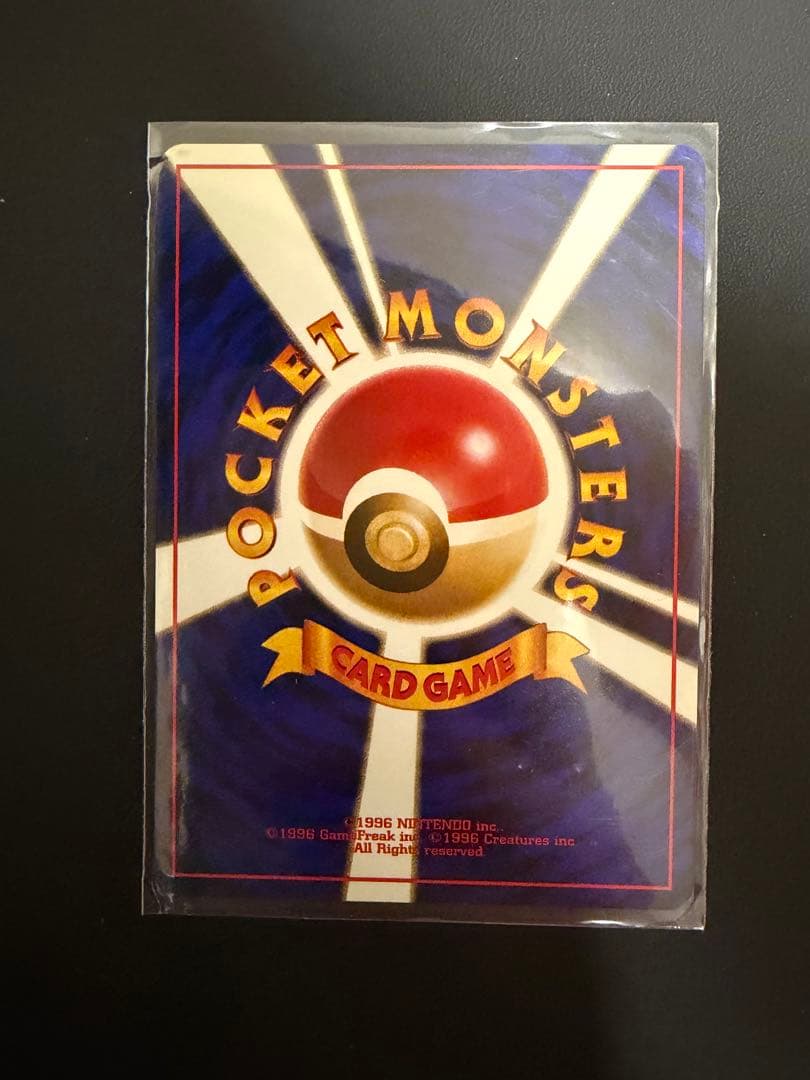 POCKET MONSTERS
CARD GAME
©1996 NINTENDO inc.
©1996 GameFreak inc. ©1996 Creatures inc
All Rights reserved.